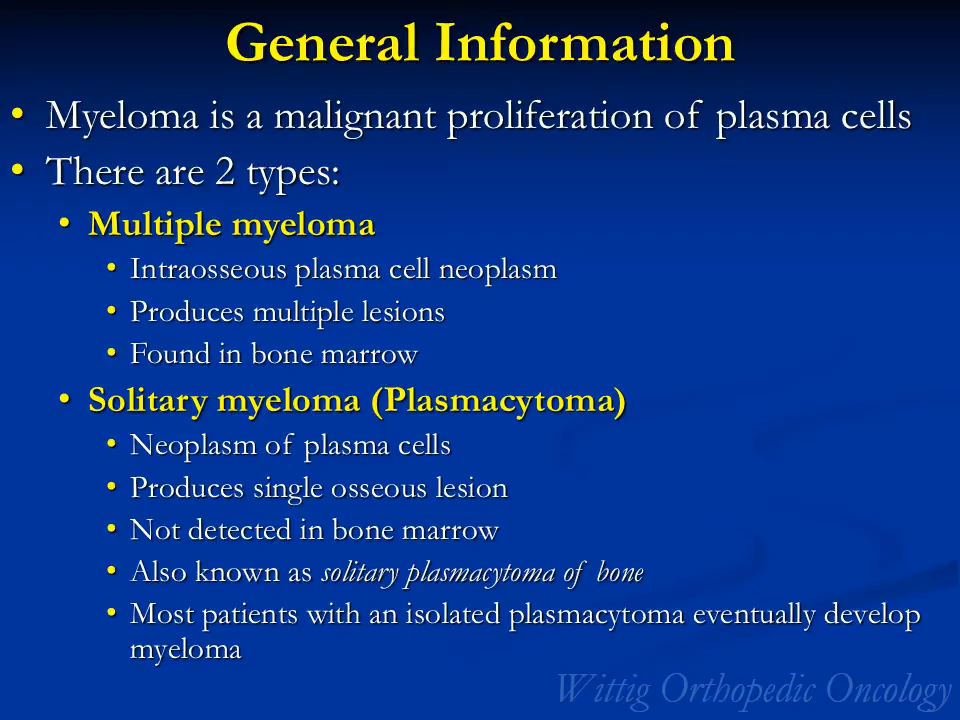 General Information
• Myeloma is a malignant proliferation of plasma cells
• There are 2 types:
• Multiple myeloma
• Intraosseous plasma cell neoplasm
• Produces multiple lesions
• Found in bone marrow
• Solitary myeloma (Plasmacytoma)
• Neoplasm of plasma cells
• Produces single osseous lesion
• Not detected in bone marrow
• Also known as solitary plasmacytoma of bone
• Most patients with an isolated plasmacytoma eventually develop
myeloma
Wittig Orthopedic Oncology